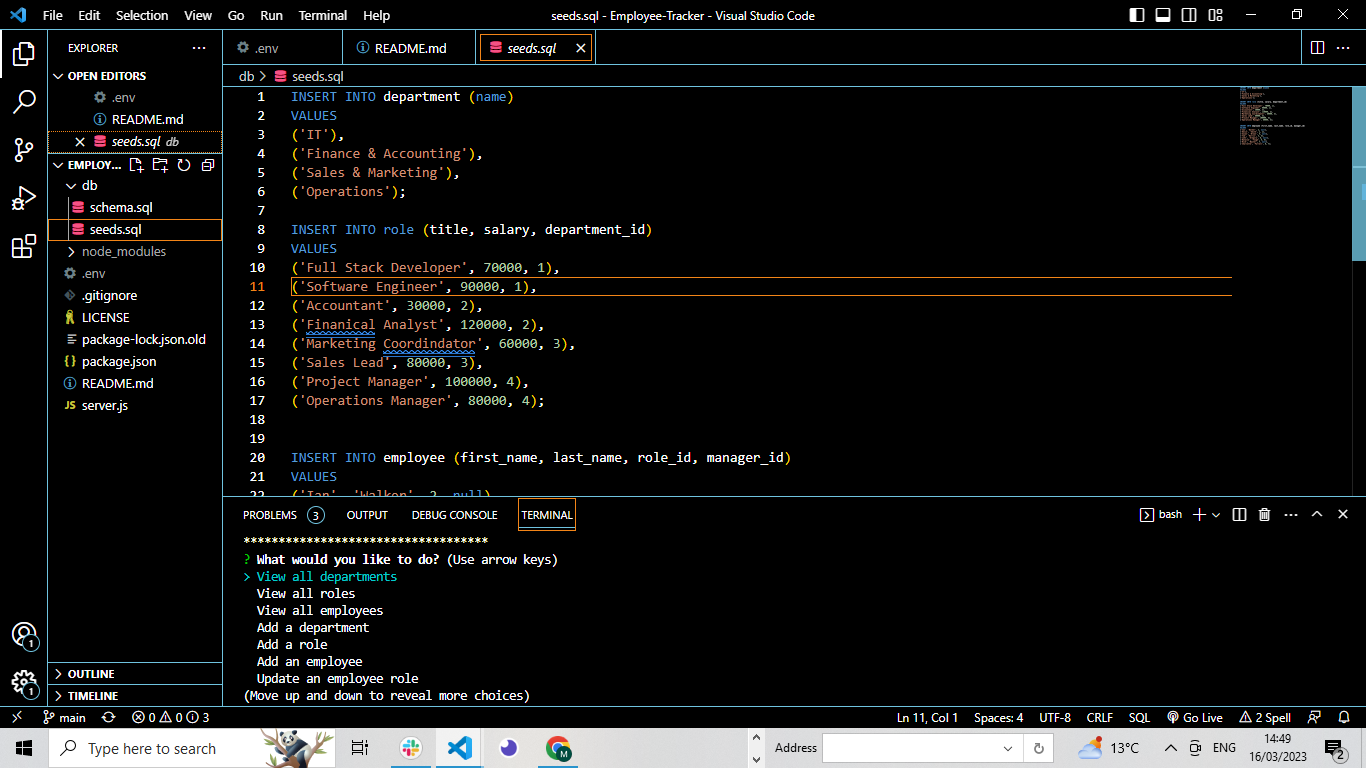 File Edit Selection View Go Run Terminal Help seeds.sql - Employee-Tracker - Visual Studio Code
EXPLORER
.env README.md seeds.sql
OPEN EDITORS
.env
README.md
seeds.sql db
EMPLOY...
db
schema.sql
seeds.sql
node_modules
.env
.gitignore
LICENSE
package-lock.json.old
package.json
README.md
JS server.js
OUTLINE
TIMELINE
db > seeds.sql
1 INSERT INTO department (name)
2 VALUES
3 ('IT'),
4 ('Finance & Accounting'),
5 ('Sales & Marketing'),
6 ('Operations');
7
8 INSERT INTO role (title, salary, department_id)
9 VALUES
10 ('Full Stack Developer', 70000, 1),
11 ('Software Engineer', 90000, 1),
12 ('Accountant', 30000, 2),
13 ('Finanical Analyst', 120000, 2),
14 ('Marketing Coordindator', 60000, 3),
15 ('Sales Lead', 80000, 3),
16 ('Project Manager', 100000, 4),
17 ('Operations Manager', 80000, 4);
18
19
20 INSERT INTO employee (first_name, last_name, role_id, manager_id)
21 VALUES
22 ('Ian', 'Walker', 2, null)
PROBLEMS 3 OUTPUT DEBUG CONSOLE TERMINAL bash
***********************************
? What would you like to do? (Use arrow keys)
> View all departments
View all roles
View all employees
Add a department
Add a role
Add an employee
Update an employee role
(Move up and down to reveal more choices)
1
1
main 0 0 3 Ln 11, Col 1 Spaces: 4 UTF-8 CRLF SQL Go Live 2 Spell
Type here to search Address 13°C ENG 14:49
16/03/2023 2